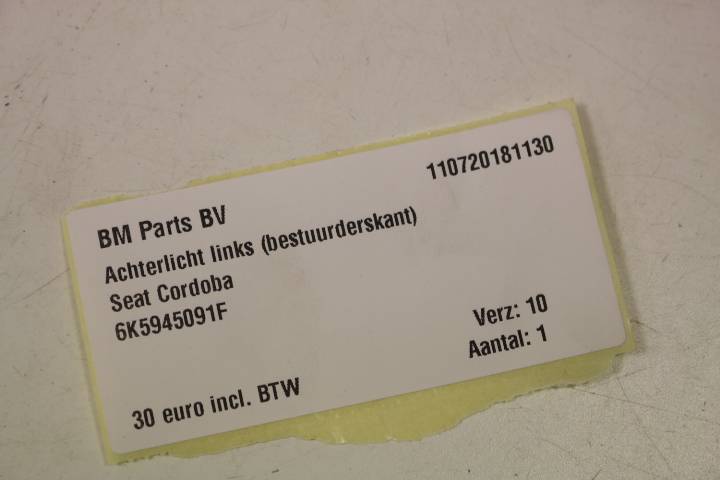 110720181130
BM Parts BV
Achterlicht links (bestuurderskant)
Seat Cordoba
6K5945091F
Verz: 10
Aantal: 1
30 euro incl. BTW